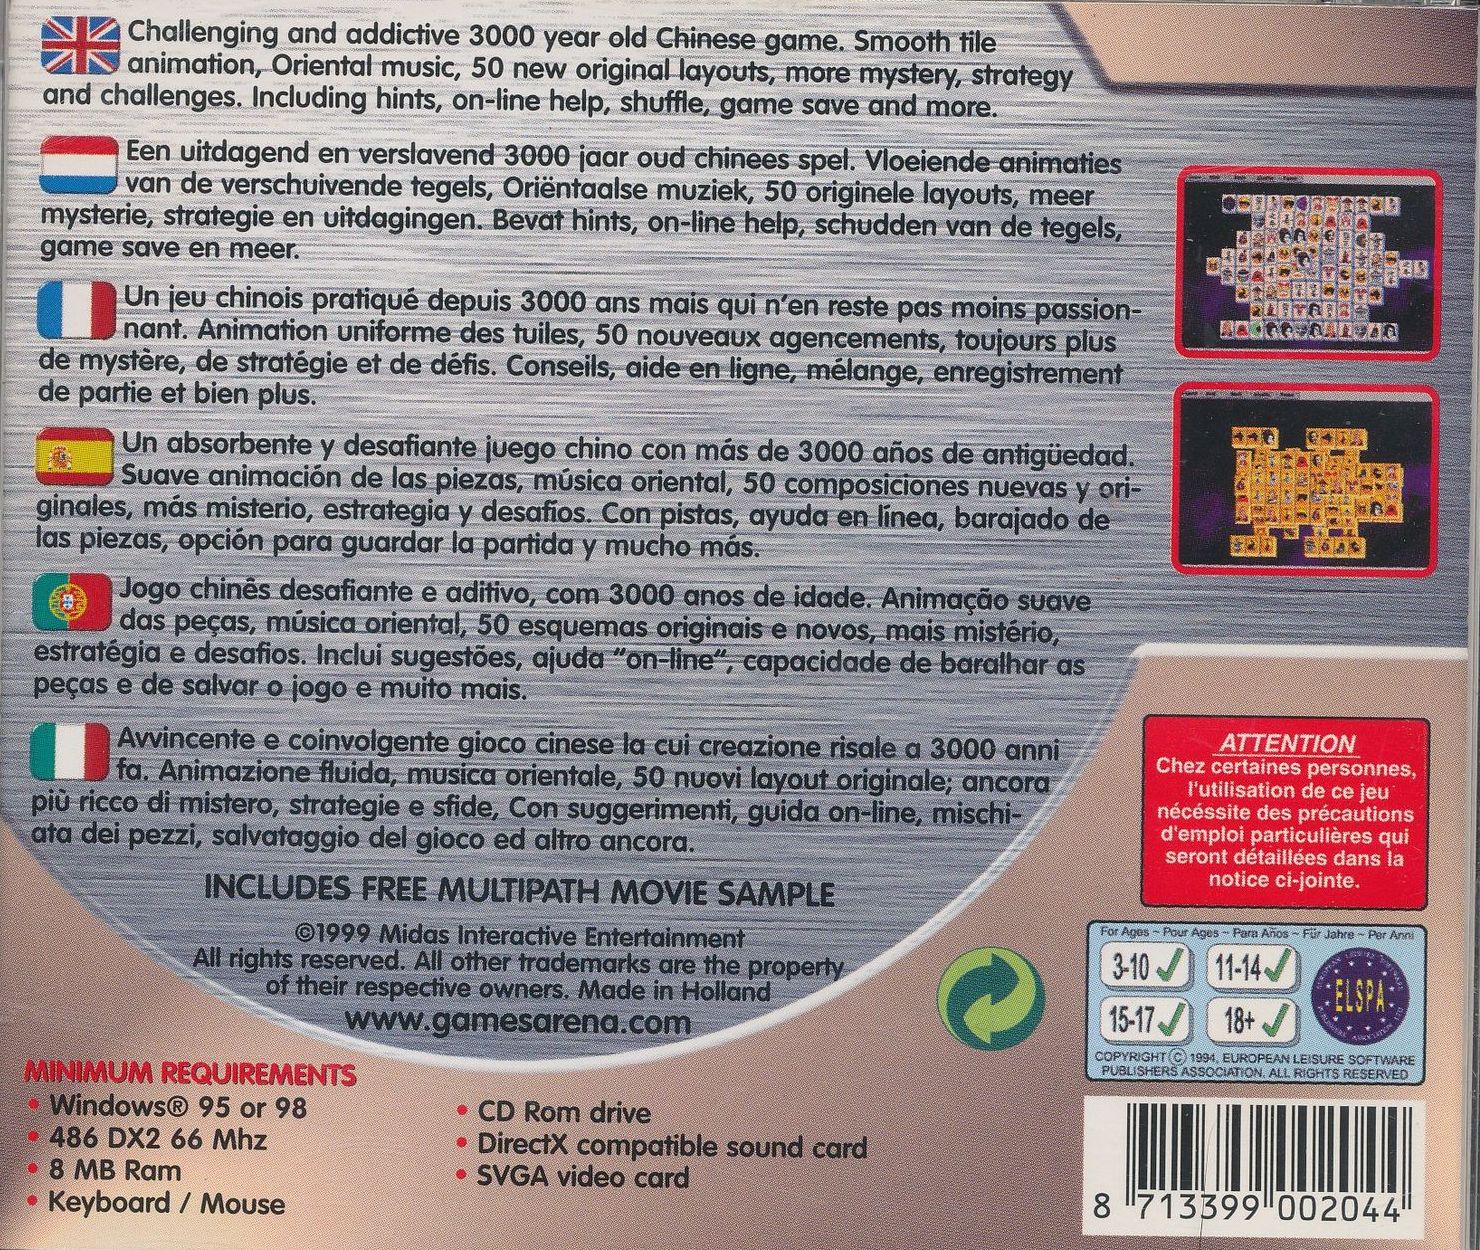 Challenging and addictive 3000 year old Chinese game. Smooth tile
animation, Oriental music, 50 new original layouts, more mystery, strategy
and challenges. Including hints, on-line help, shuffle, game save and more.
Een uitdagend en verslavend 3000 jaar oud chinees spel. Vloeiende animaties
van de verschuivende tegels, Oriëntaalse muziek, 50 originele layouts, meer
mysterie, strategie en uitdagingen. Bevat hints, on-line help, schudden van de tegels,
game save en meer.
Un jeu chinois pratiqué depuis 3000 ans mais qui n'en reste pas moins passion-
nant. Animation uniforme des tuiles, 50 nouveaux agencements, toujours plus
de mystère, de stratégie et de défis. Conseils, aide en ligne, mélange, enregistrement
de partie et bien plus.
Un absorbente y desafiante juego chino con más de 3000 años de antigüedad.
Suave animación de las piezas, música oriental, 50 composiciones nuevas y ori-
ginales, más misterio, estrategia y desafios. Con pistas, ayuda en línea, barajado de
las piezas, opción para guardar la partida y mucho más.
Jogo chinês desafiante e aditivo, com 3000 anos de idade. Animação suave
das peças, música oriental, 50 esquemas originais e novos, mais mistério,
estratégia e desafios. Inclui sugestões, ajuda "on-line", capacidade de baralhar as
peças e de salvar o jogo e muito mais.
Avvincente e coinvolgente gioco cinese la cui creazione risale a 3000 anni
fa. Animazione fluida, musica orientale, 50 nuovi layout originale; ancora
più ricco di mistero, strategie e sfide, Con suggerimenti, guida on-line, mischi-
ata dei pezzi, salvataggio del gioco ed altro ancora.
INCLUDES FREE MULTIPATH MOVIE SAMPLE
©1999 Midas Interactive Entertainment
All rights reserved. All other trademarks are the property
of their respective owners. Made in Holland
www.gamesarena.com
MINIMUM REQUIREMENTS
• Windows® 95 or 98
• 486 DX2 66 Mhz
• 8 MB Ram
• Keyboard / Mouse
• CD Rom drive
• DirectX compatible sound card
• SVGA video card
ATTENTION
Chez certaines personnes,
l'utilisation de ce jeu
nécéssite des précautions
d'emploi particulières qui
seront détaillées dans la
notice ci-jointe.
For Ages ~ Pour Ages ~ Para Años ~ Für Jahre ~ Per Anni
3-10 11-14
15-17 18+
ELSPA
COPYRIGHT © 1994, EUROPEAN LEISURE SOFTWARE
PUBLISHERS ASSOCIATION. ALL RIGHTS RESERVED
8 713399 002044